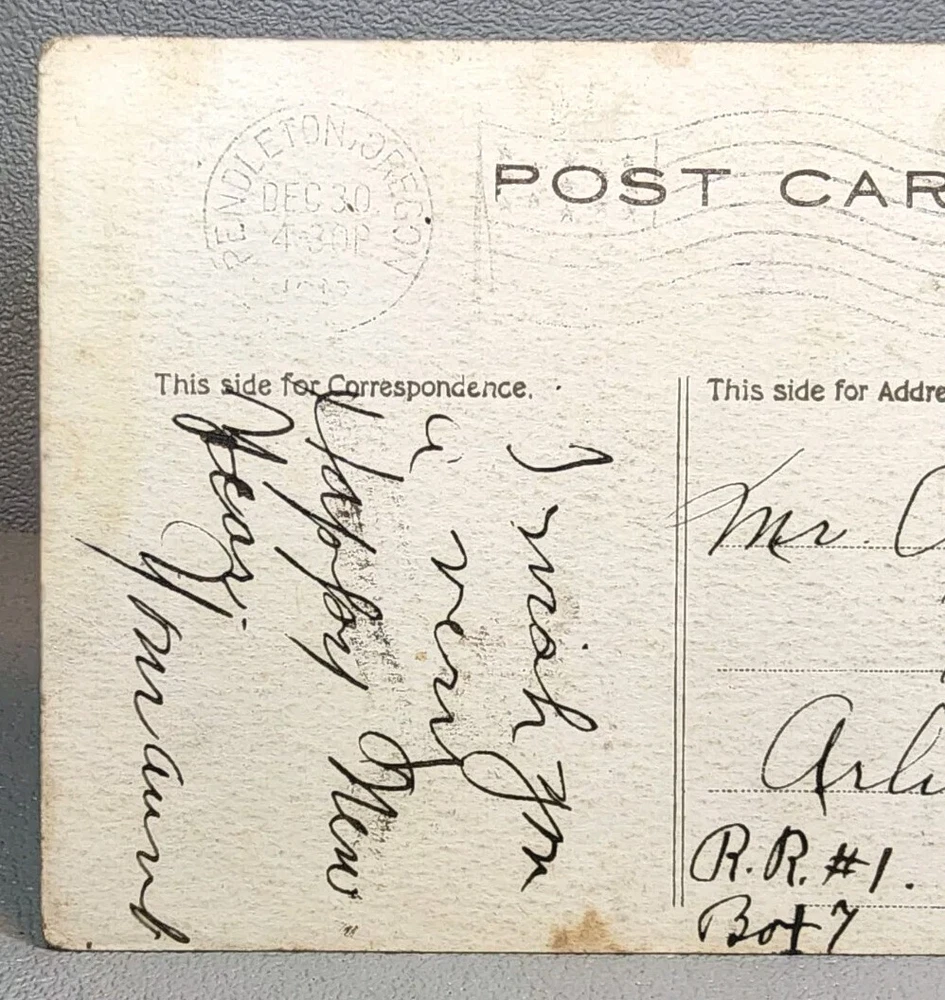 PENDLETON, OREGON
DEC 30
4-30P
POST CAR
This side for Correspondence.
This side for Addre
I wish you
a very
Happy New
Year.
Mr. C
Arli
R.R. #1.
Box 7